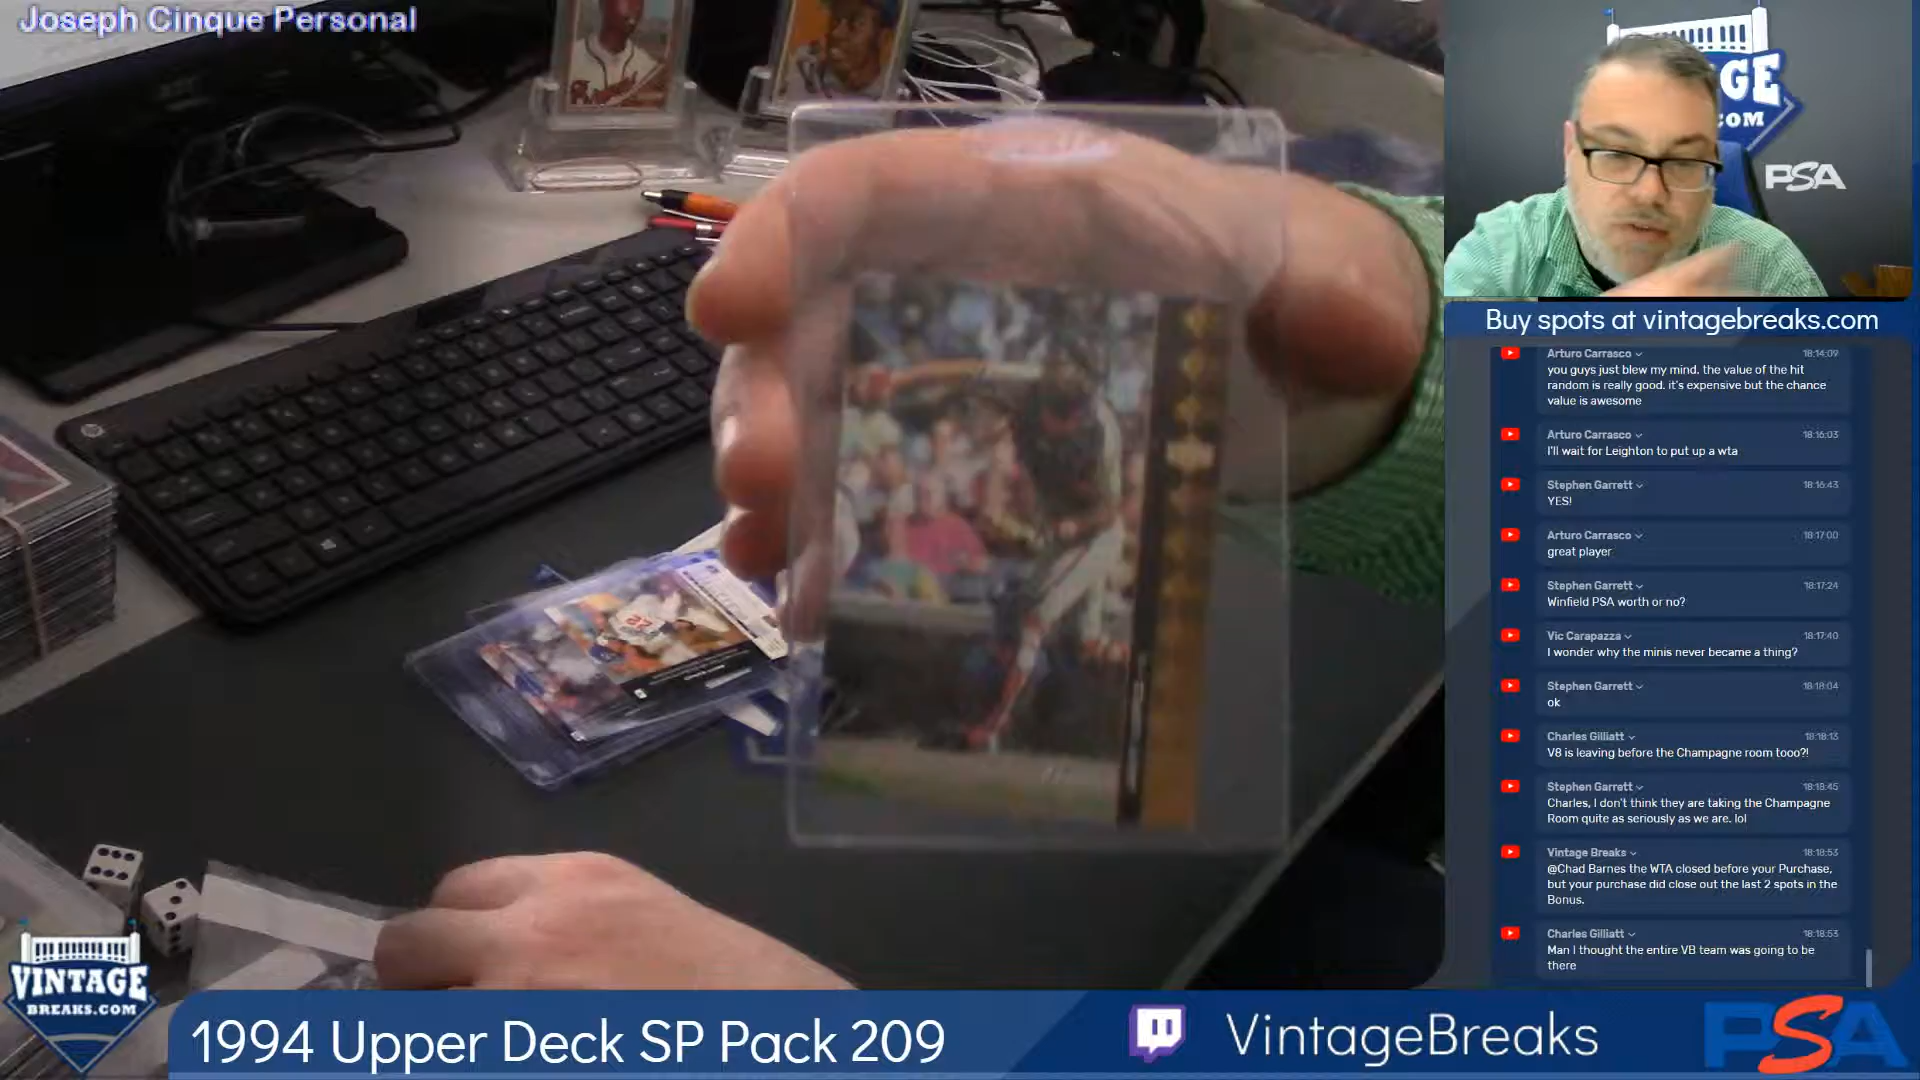 Joseph Cinque Personal
VINTAGE
.COM
PSA
Buy spots at vintagebreaks.com
Arturo Carrasco 18:14:09
you guys just blew my mind. the value of the hit
random is really good. it's expensive but the chance
value is awesome
Arturo Carrasco 18:16:03
I'll wait for Leighton to put up a wta
Stephen Garrett 18:16:43
YES!
Arturo Carrasco 18:17:00
great player
Stephen Garrett 18:17:24
Winfield PSA worth or no?
Vic Carapazza 18:17:40
I wonder why the minis never became a thing?
Stephen Garrett 18:18:04
ok
Charles Gilliatt 18:18:13
V8 is leaving before the Champagne room tooo?!
Stephen Garrett 18:18:45
Charles, I don't think they are taking the Champagne
Room quite as seriously as we are. lol
Vintage Breaks 18:18:53
@Chad Barnes the WTA closed before your Purchase,
but your purchase did close out the last 2 spots in the
Bonus.
Charles Gilliatt 18:18:53
Man I thought the entire VB team was going to be
there
VINTAGE
BREAKS.COM
1994 Upper Deck SP Pack 209
VintageBreaks
PSA